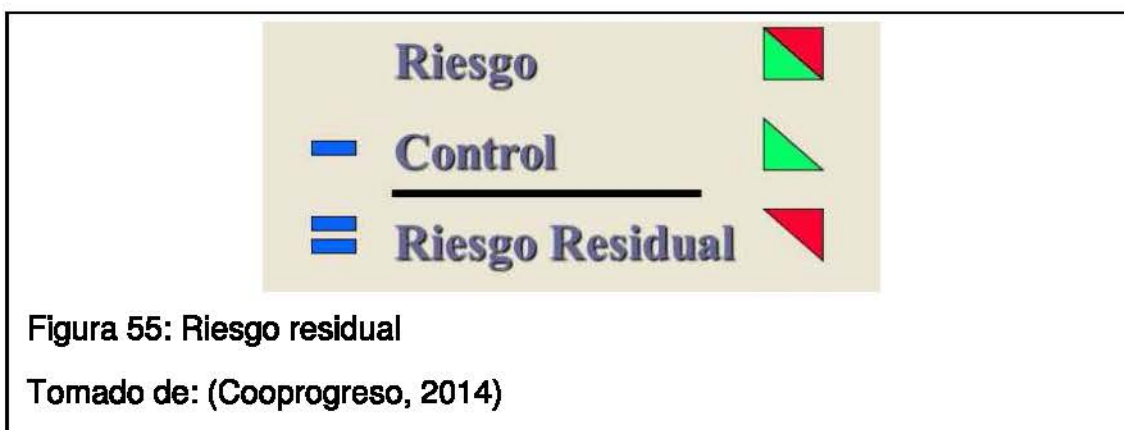 Riesgo
Control
Riesgo Residual
Figura 55: Riesgo residual
Tomado de: (Cooprogreso, 2014)